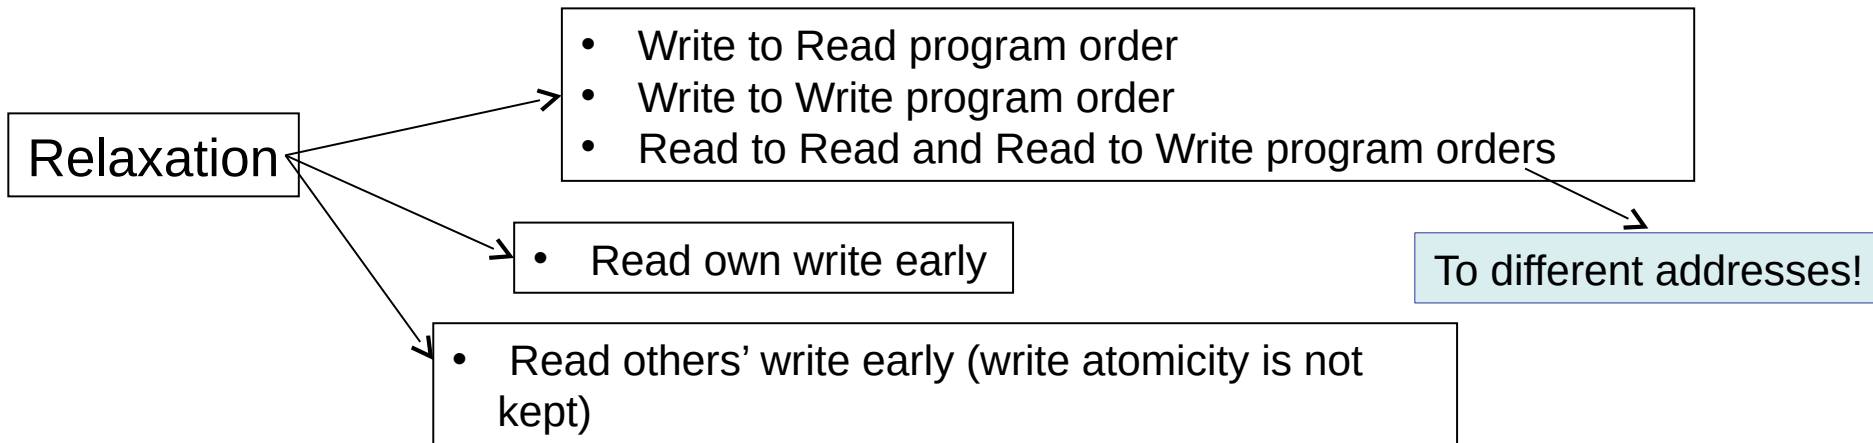 • Write to Read program order
• Write to Write program order
Relaxation
• Read to Read and Read to Write program orders
• Read own write early
To different addresses!
• Read others’ write early (write atomicity is not
kept)